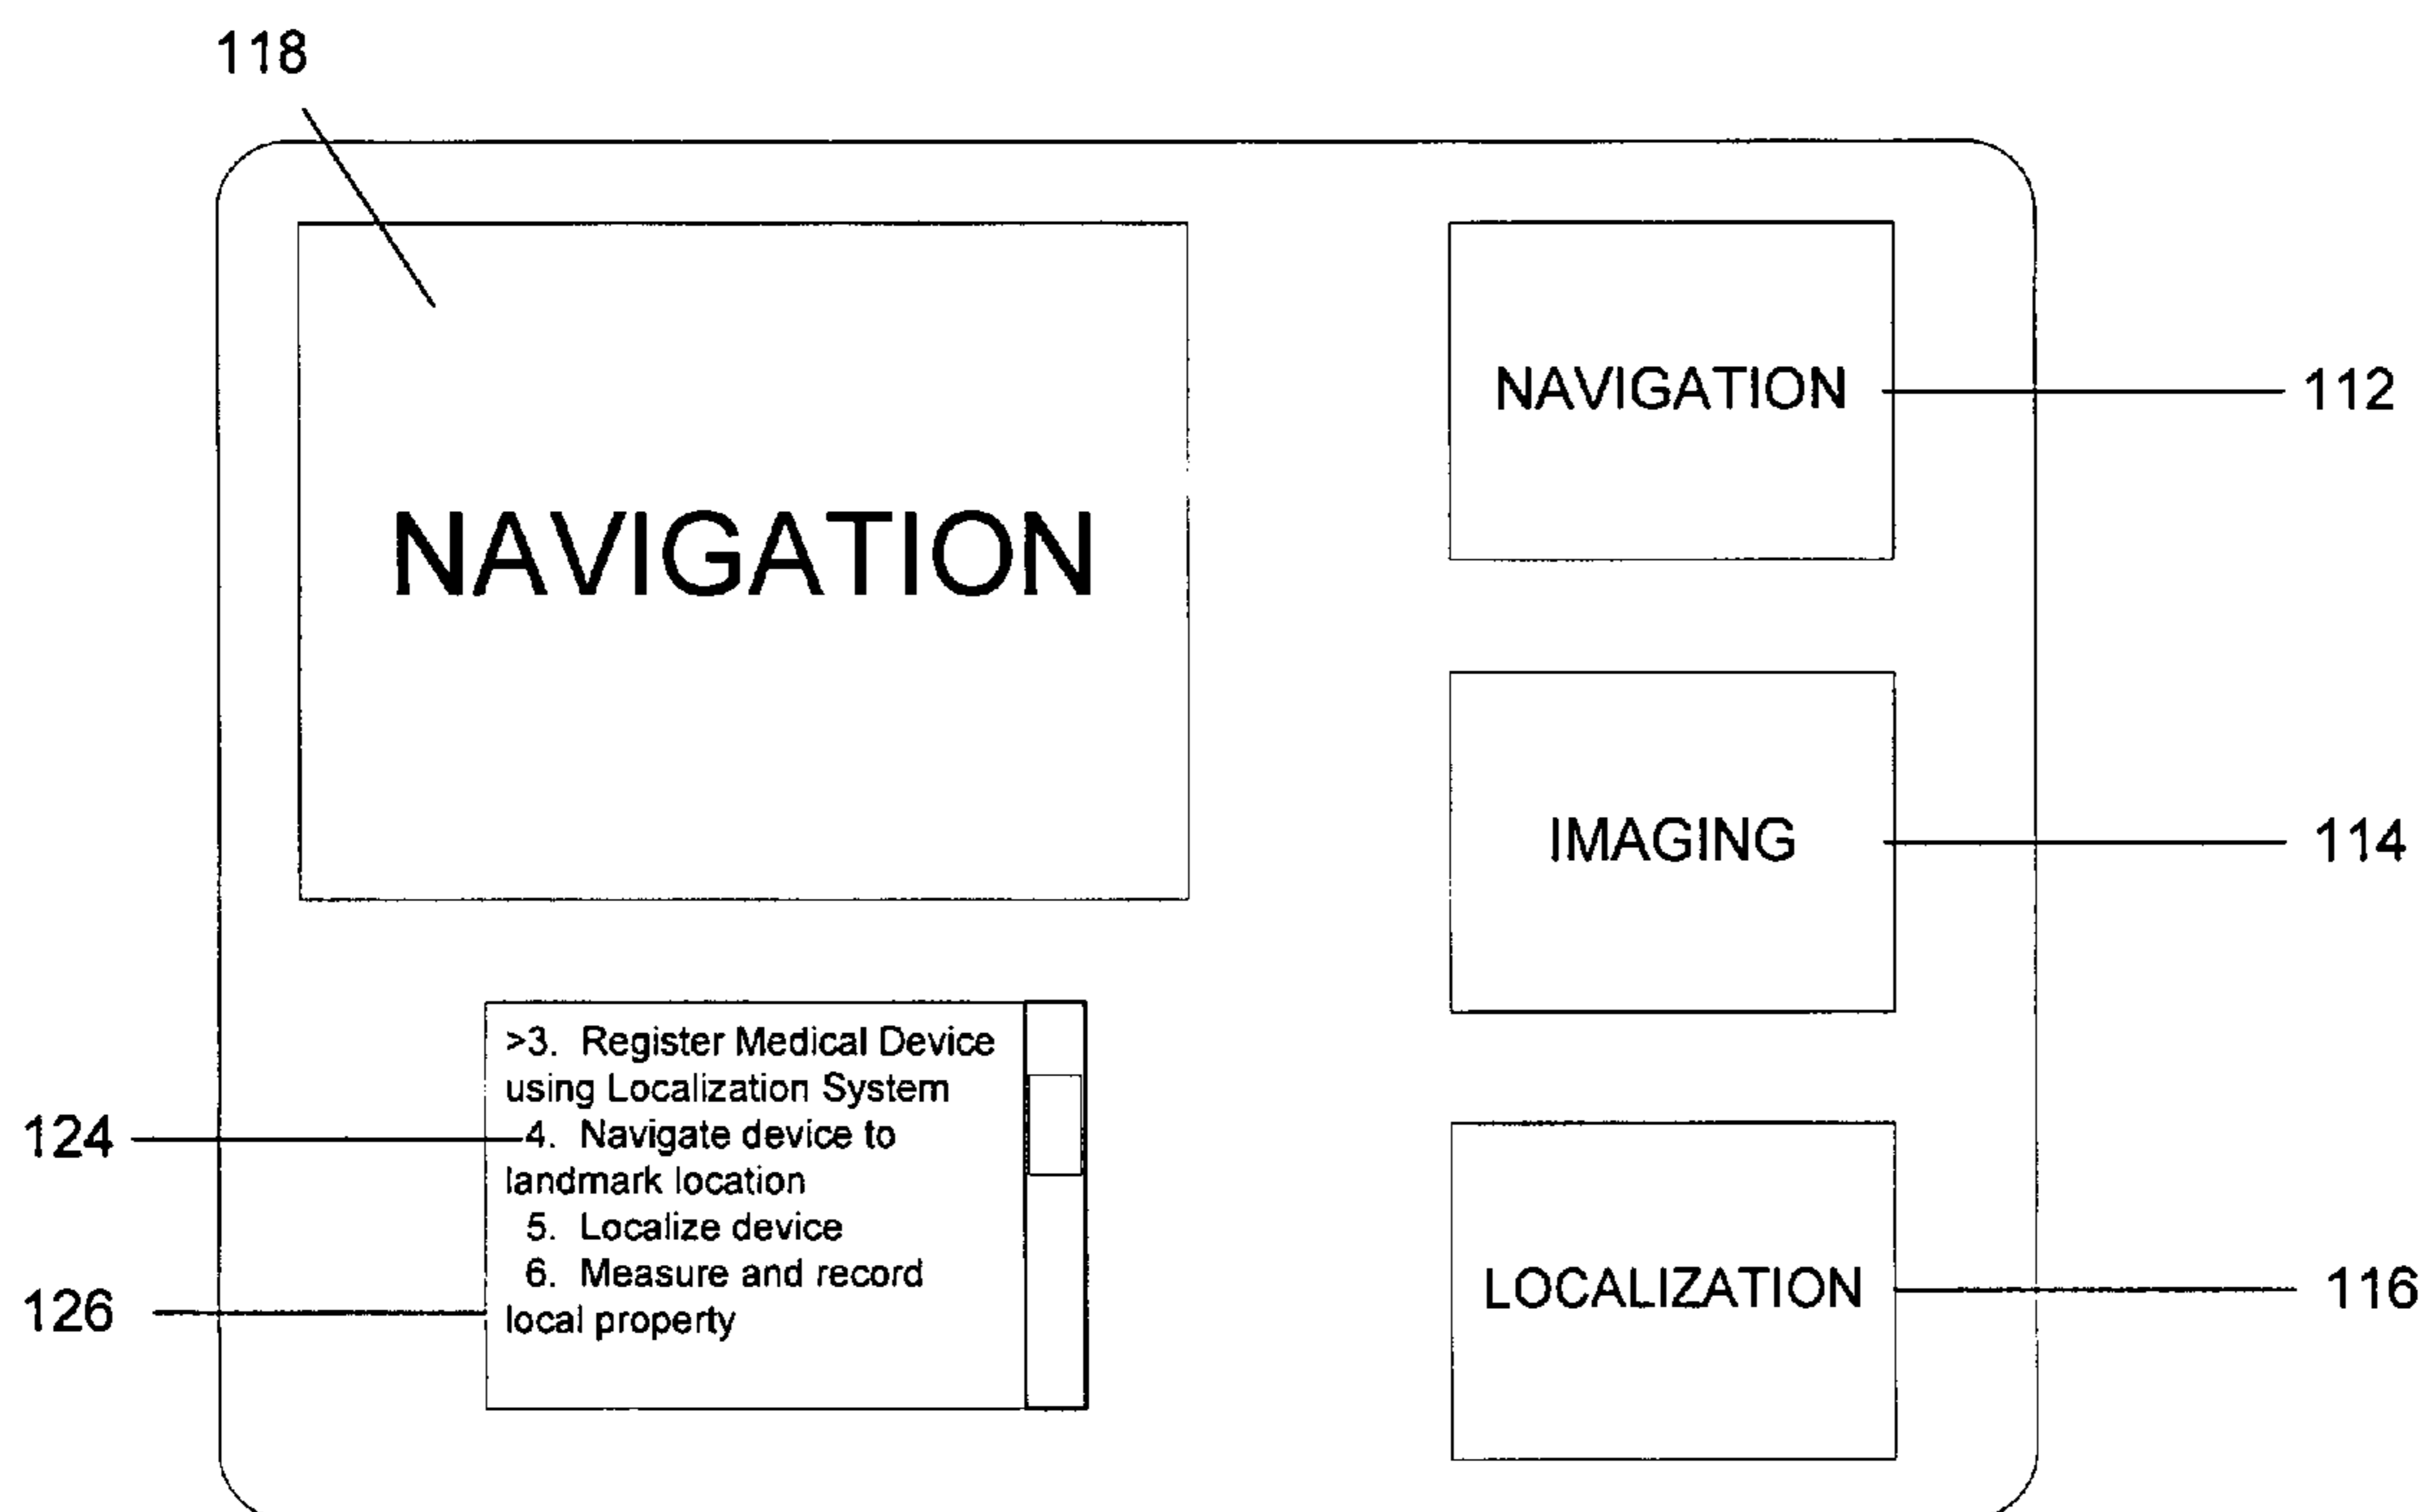 118
NAVIGATION
NAVIGATION
112
IMAGING
114
>3. Register Medical Device
using Localization System
124
4. Navigate device to
landmark location
5. Localize device
6. Measure and record
126
local property
LOCALIZATION
116